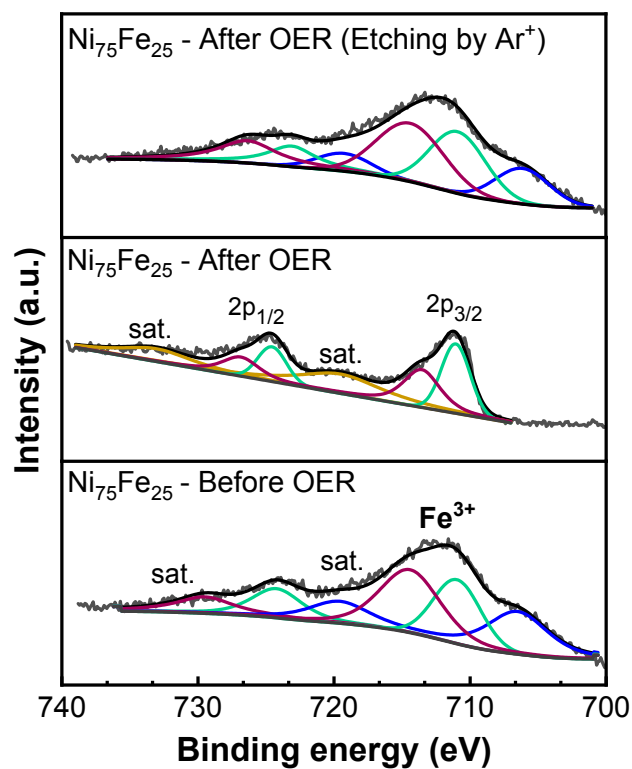 Ni₇₅Fe₂₅ - After OER (Etching by Ar⁺)
Ni₇₅Fe₂₅ - After OER
sat.
2p₁/₂
sat.
2p₃/₂
Ni₇₅Fe₂₅ - Before OER
sat.
sat.
Fe³⁺
Intensity (a.u.)
740 730 720 710 700
Binding energy (eV)